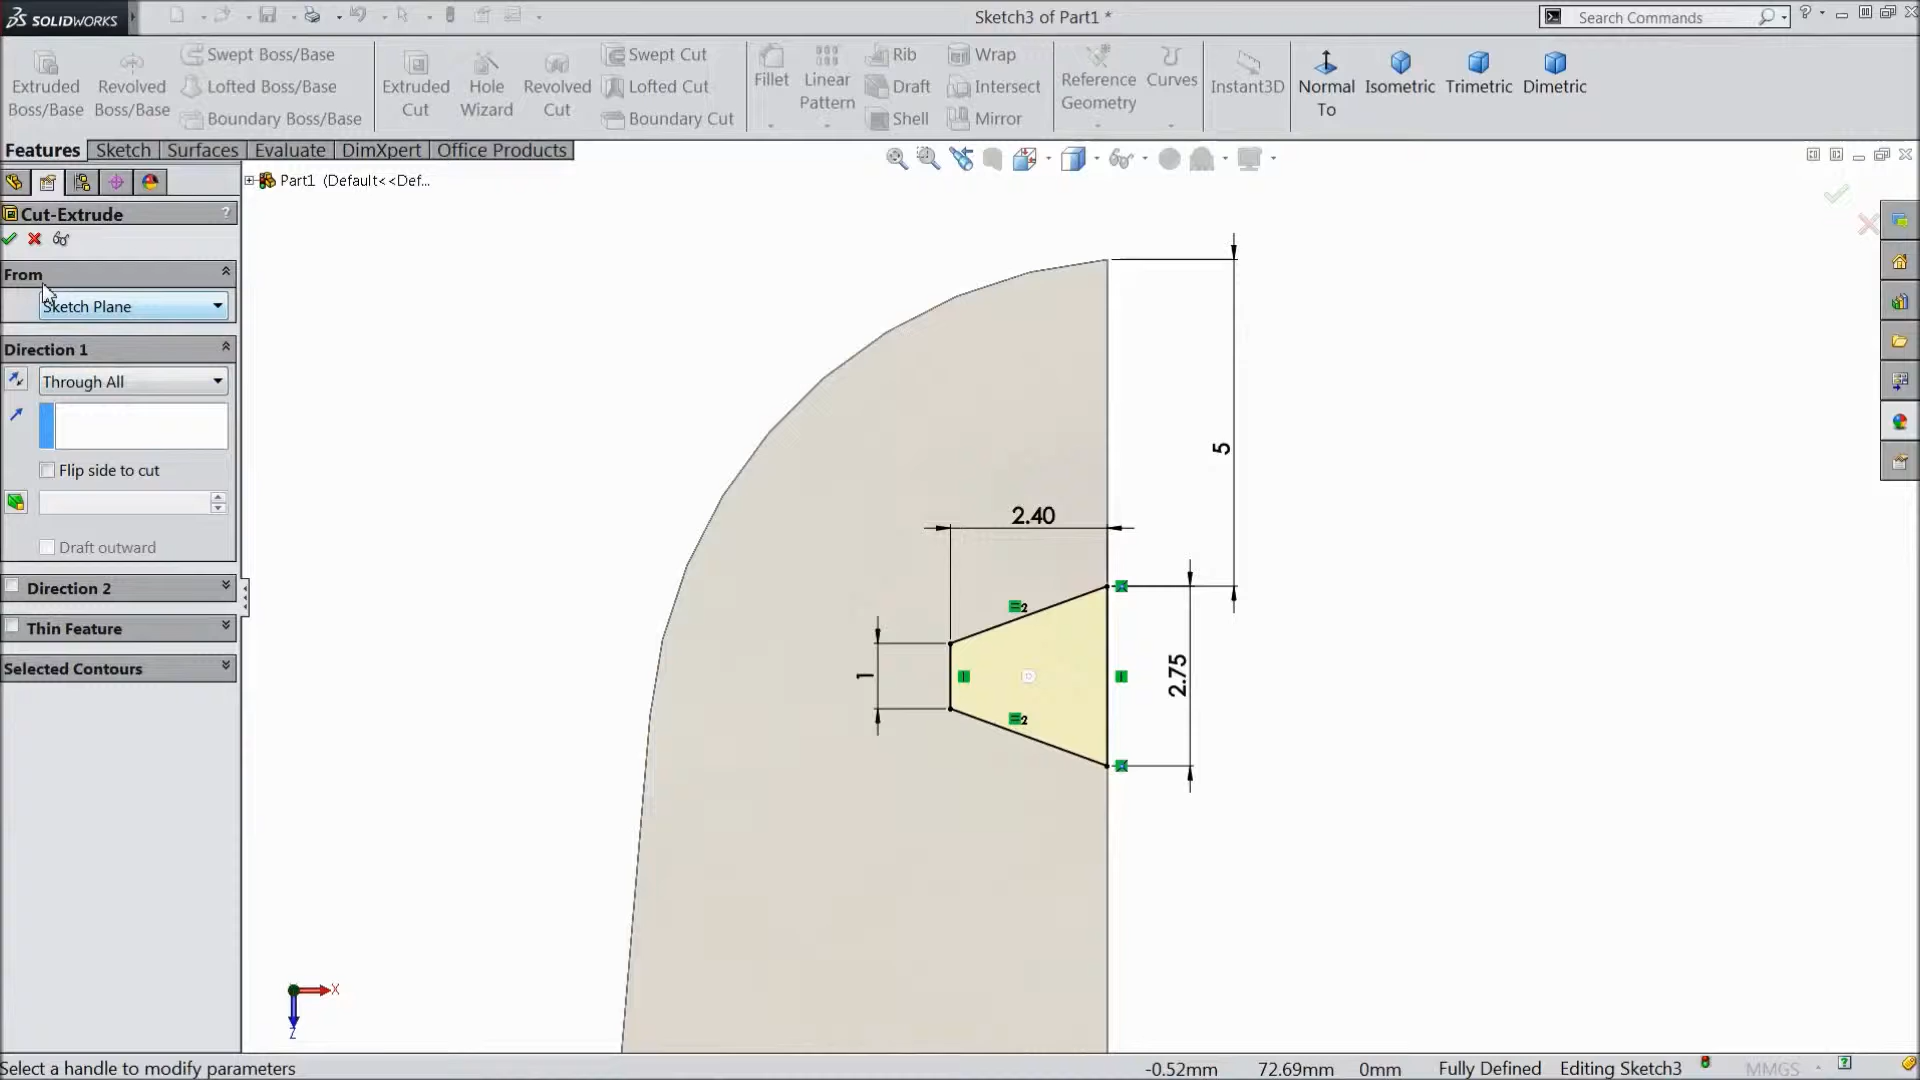 SOLIDWORKS
Sketch3 of Part1 *
Search Commands
Extruded Boss/Base
Revolved Boss/Base
Swept Boss/Base
Lofted Boss/Base
Boundary Boss/Base
Extruded Cut
Hole Wizard
Revolved Cut
Swept Cut
Lofted Cut
Boundary Cut
Fillet
Linear Pattern
Rib
Draft
Shell
Wrap
Intersect
Mirror
Reference Geometry
Curves
Instant3D
Normal To
Isometric
Trimetric
Dimetric
Features
Sketch
Surfaces
Evaluate
DimXpert
Office Products
Part1 (Default<<Def...
Cut-Extrude
?
From
Sketch Plane
Direction 1
Through All
Flip side to cut
Draft outward
Direction 2
Thin Feature
Selected Contours
5
2.40
2
1
2.75
2
X
Z
Select a handle to modify parameters
-0.52mm
72.69mm
0mm
Fully Defined
Editing Sketch3
MMGS